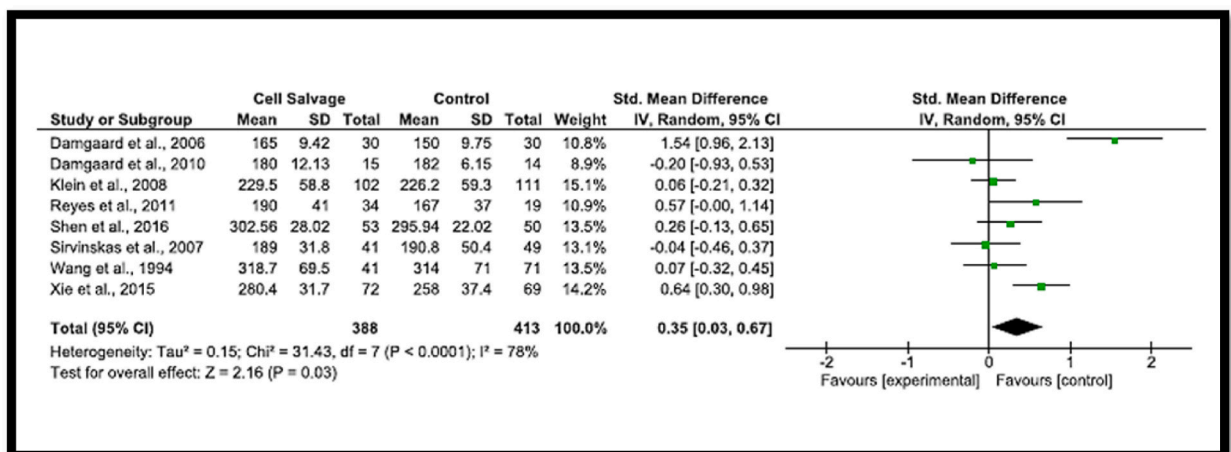 Cell Salvage Control Std. Mean Difference Std. Mean Difference
Study or Subgroup Mean SD Total Mean SD Total Weight IV, Random, 95% CI IV, Random, 95% CI
Damgaard et al., 2006 165 9.42 30 150 9.75 30 10.8% 1.54 [0.96, 2.13]
Damgaard et al., 2010 180 12.13 15 182 6.15 14 8.9% -0.20 [-0.93, 0.53]
Klein et al., 2008 229.5 58.8 102 226.2 59.3 111 15.1% 0.06 [-0.21, 0.32]
Reyes et al., 2011 190 41 34 167 37 19 10.9% 0.57 [-0.00, 1.14]
Shen et al., 2016 302.56 28.02 53 295.94 22.02 50 13.5% 0.26 [-0.13, 0.65]
Sirvinskas et al., 2007 189 31.8 41 190.8 50.4 49 13.1% -0.04 [-0.46, 0.37]
Wang et al., 1994 318.7 69.5 41 314 71 71 13.5% 0.07 [-0.32, 0.45]
Xie et al., 2015 280.4 31.7 72 258 37.4 69 14.2% 0.64 [0.30, 0.98]
Total (95% CI) 388 413 100.0% 0.35 [0.03, 0.67]
Heterogeneity: Tau² = 0.15; Chi² = 31.43, df = 7 (P < 0.0001); I² = 78%
Test for overall effect: Z = 2.16 (P = 0.03)
-2 -1 0 1 2
Favours [experimental] Favours [control]